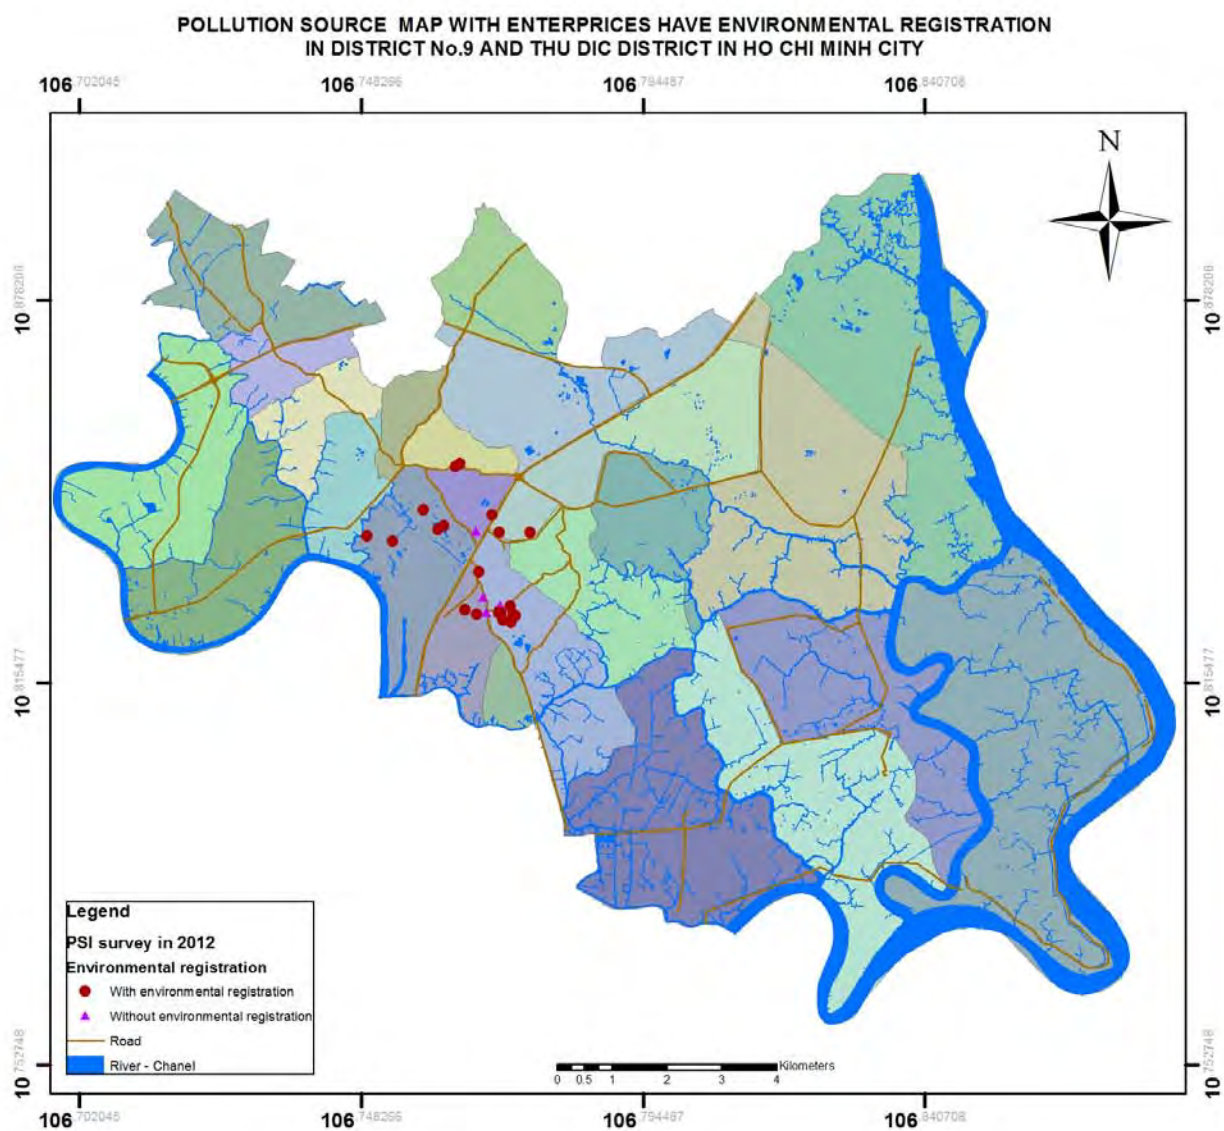 POLLUTION SOURCE MAP WITH ENTERPRICES HAVE ENVIRONMENTAL REGISTRATION
IN DISTRICT No.9 AND THU DIC DISTRICT IN HO CHI MINH CITY
106.702045 106.748266 106.794487 106.840708
N
10.878206 10.878206
10.815477 10.815477
Legend
PSI survey in 2012
Environmental registration
With environmental registration
Without environmental registration
Road
River - Chanel
Kilometers
0 0.5 1 2 3 4
10.752748 10.752748
106.702045 106.748266 106.794487 106.840708